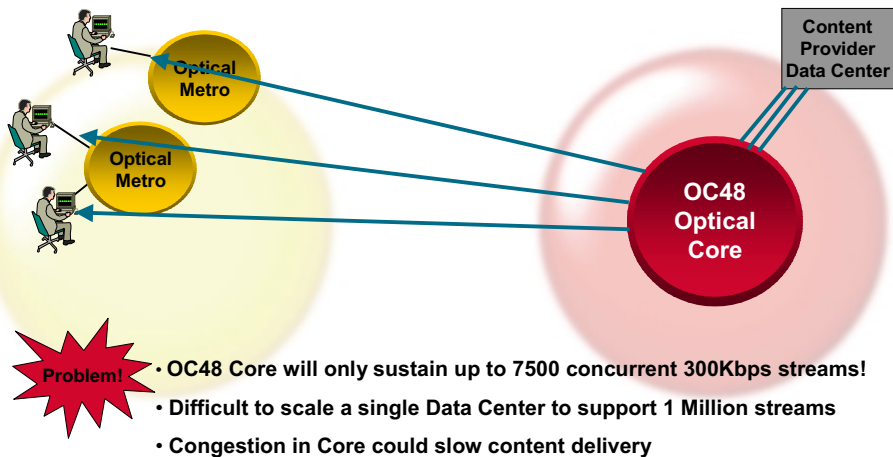 Optical
Metro
Optical
Metro
Content
Provider
Data Center
OC48
Optical
Core
Problem!
• OC48 Core will only sustain up to 7500 concurrent 300Kbps streams!
• Difficult to scale a single Data Center to support 1 Million streams
• Congestion in Core could slow content delivery